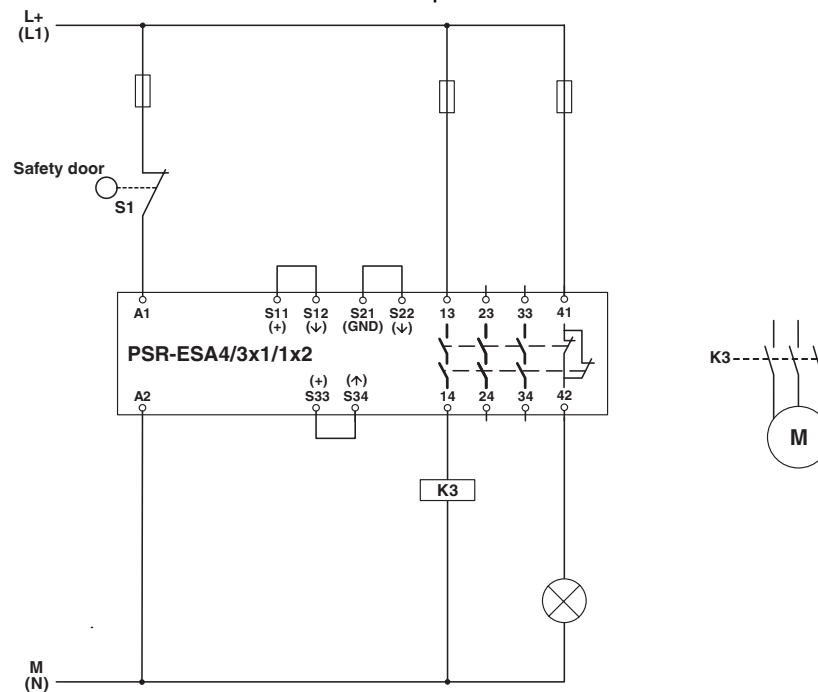 L+
(L1)
Safety door
S1
A1 S11 S12 S21 S22 13 23 33 41
(+) (↓) (GND) (↓)
PSR-ESA4/3x1/1x2
(+) (↑)
A2 S33 S34 14 24 34 42
K3
M
K3
M
(N)